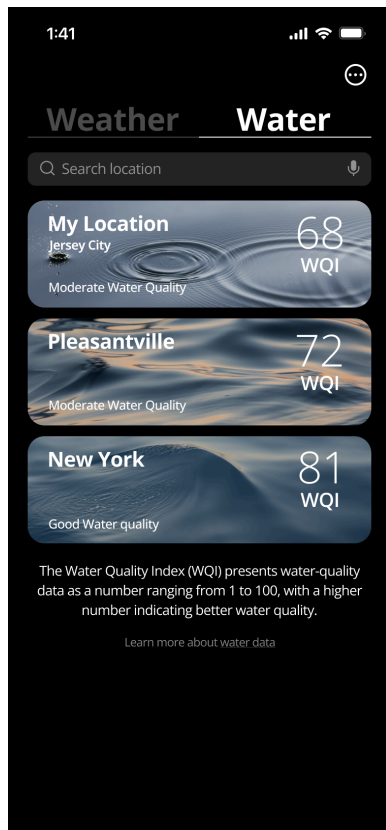 1:41
Weather Water
Search location
My Location
Jersey City
68
WQI
Moderate Water Quality
Pleasantville
72
WQI
Moderate Water Quality
New York
81
WQI
Good Water quality
The Water Quality Index (WQI) presents water-quality
data as a number ranging from 1 to 100, with a higher
number indicating better water quality.
Learn more about water data